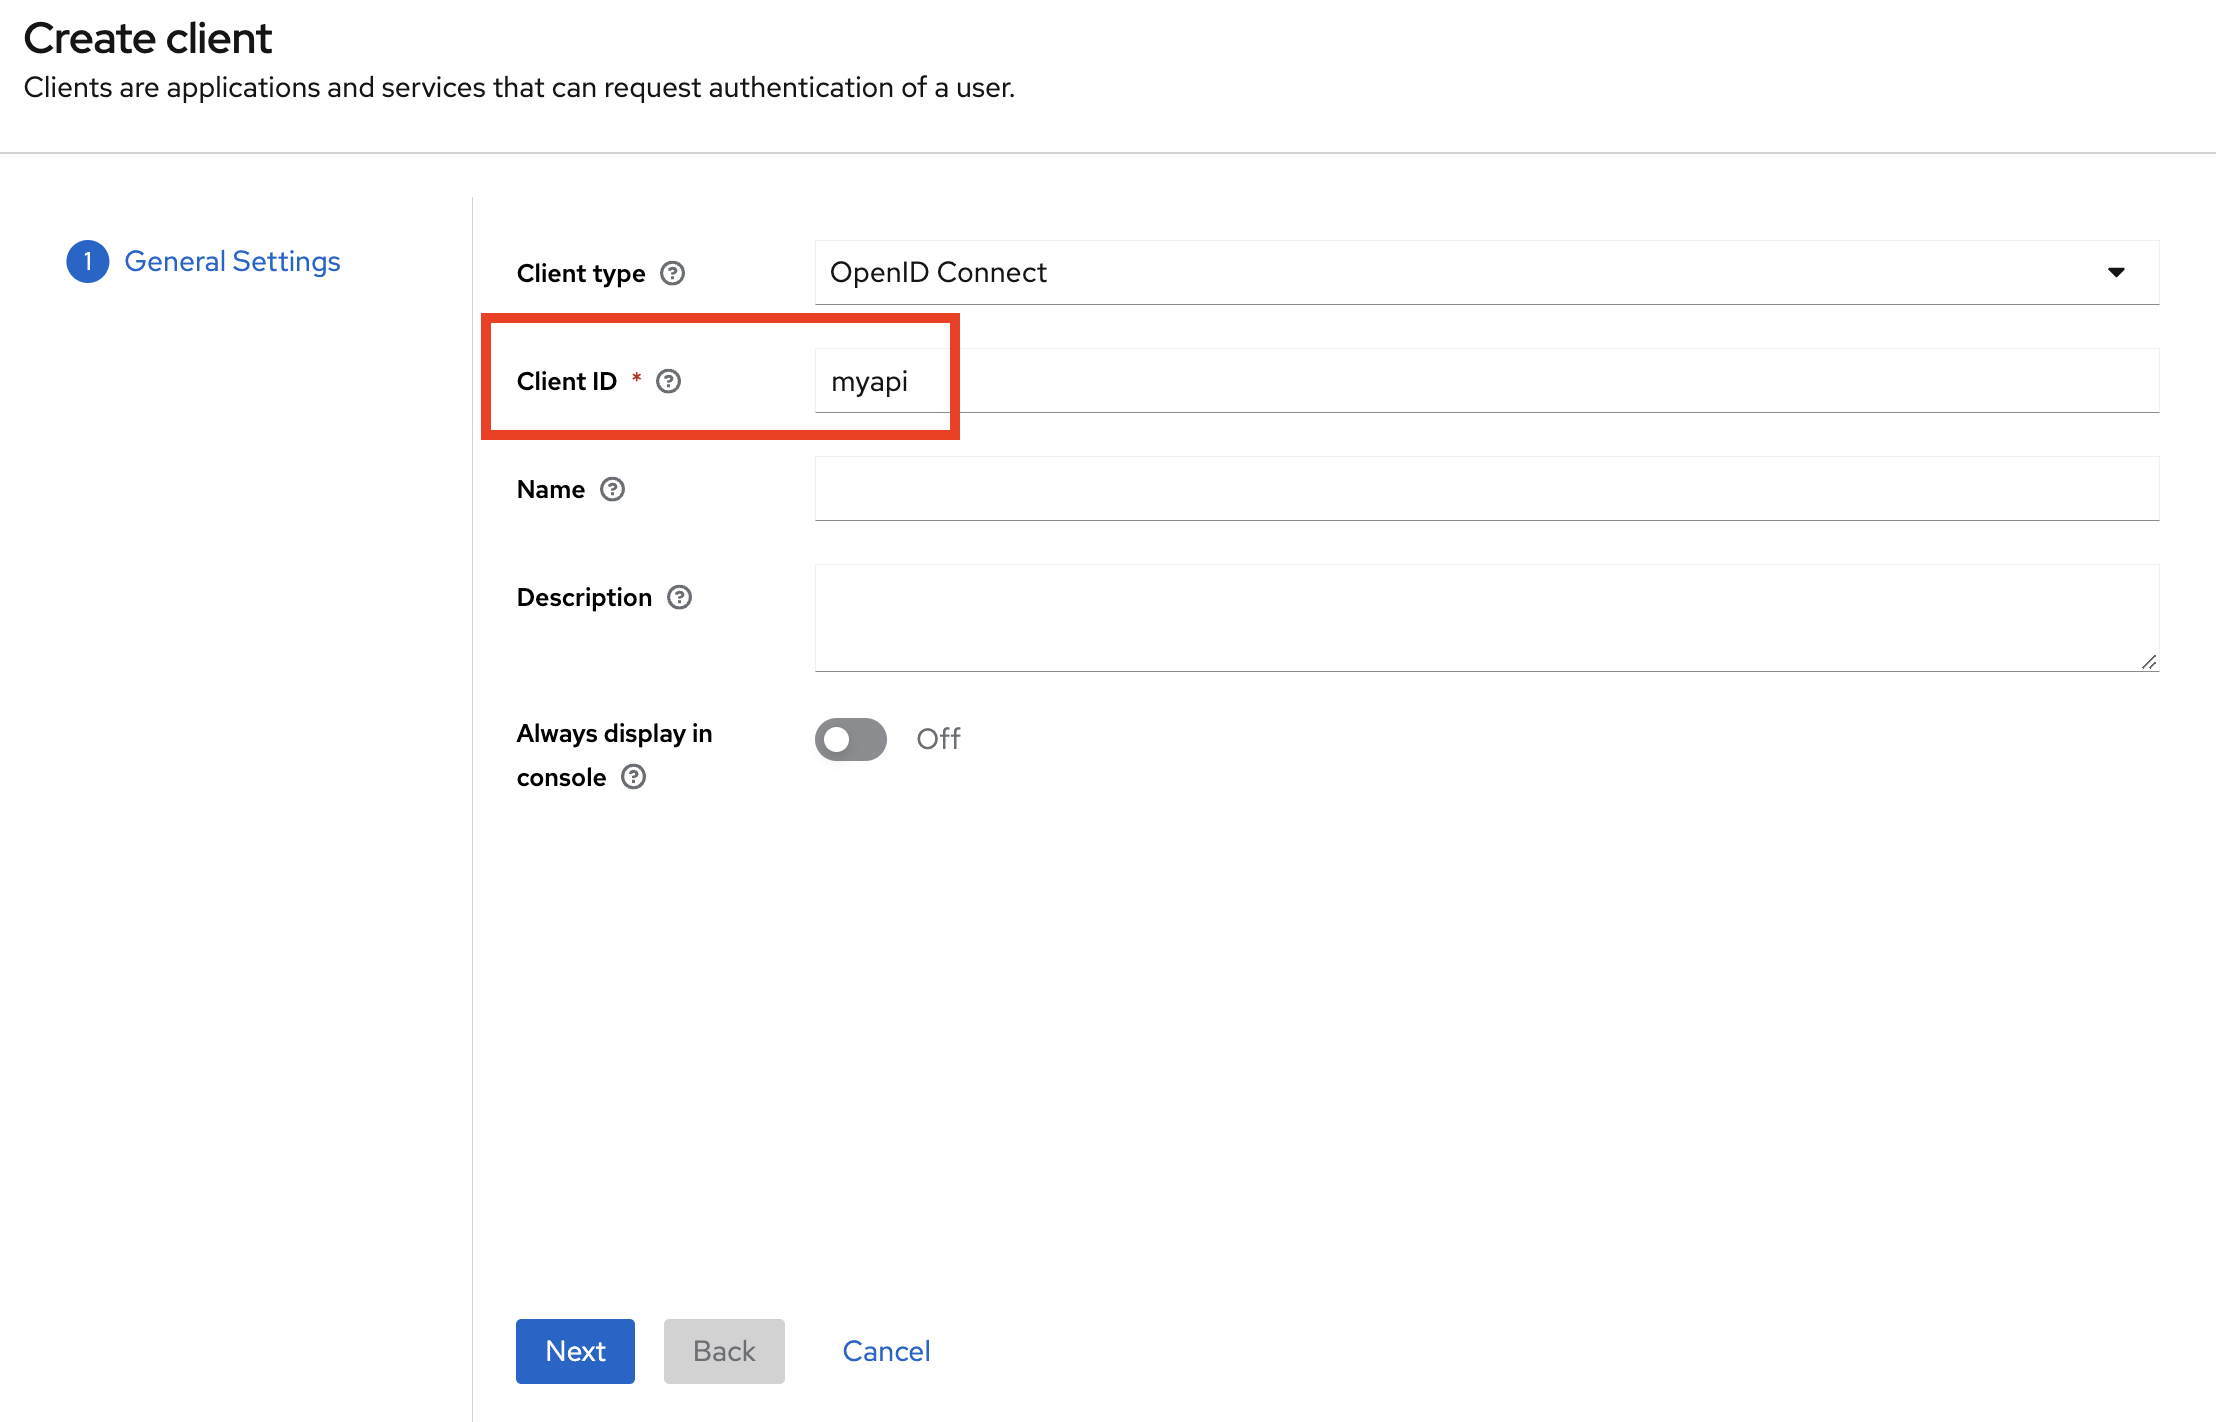 Create client
Clients are applications and services that can request authentication of a user.
1 General Settings
Client type
OpenID Connect
Client ID *
myapi
Name
Description
Always display in
console
Off
Next
Back
Cancel